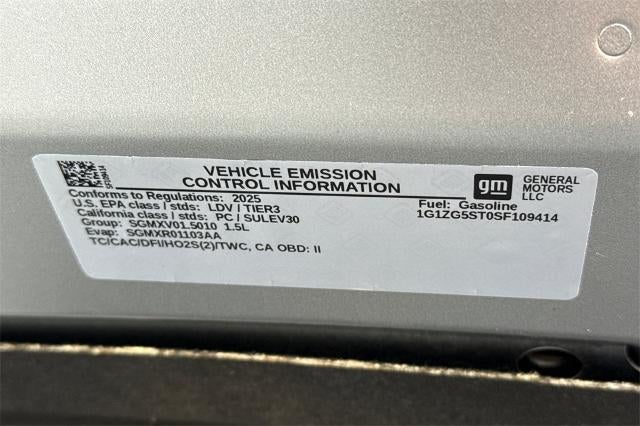 SF109414
VEHICLE EMISSION
CONTROL INFORMATION
gm
GENERAL
MOTORS
LLC
Conforms to Regulations: 2025
U.S. EPA class / stds: LDV / TIER3
California class / stds: PC / SULEV30
Group: SGMXV01.5010 1.5L
Evap: SGMXR01103AA
TC/CAC/DFI/HO2S(2)/TWC, CA OBD: II
Fuel: Gasoline
1G1ZG5ST0SF109414